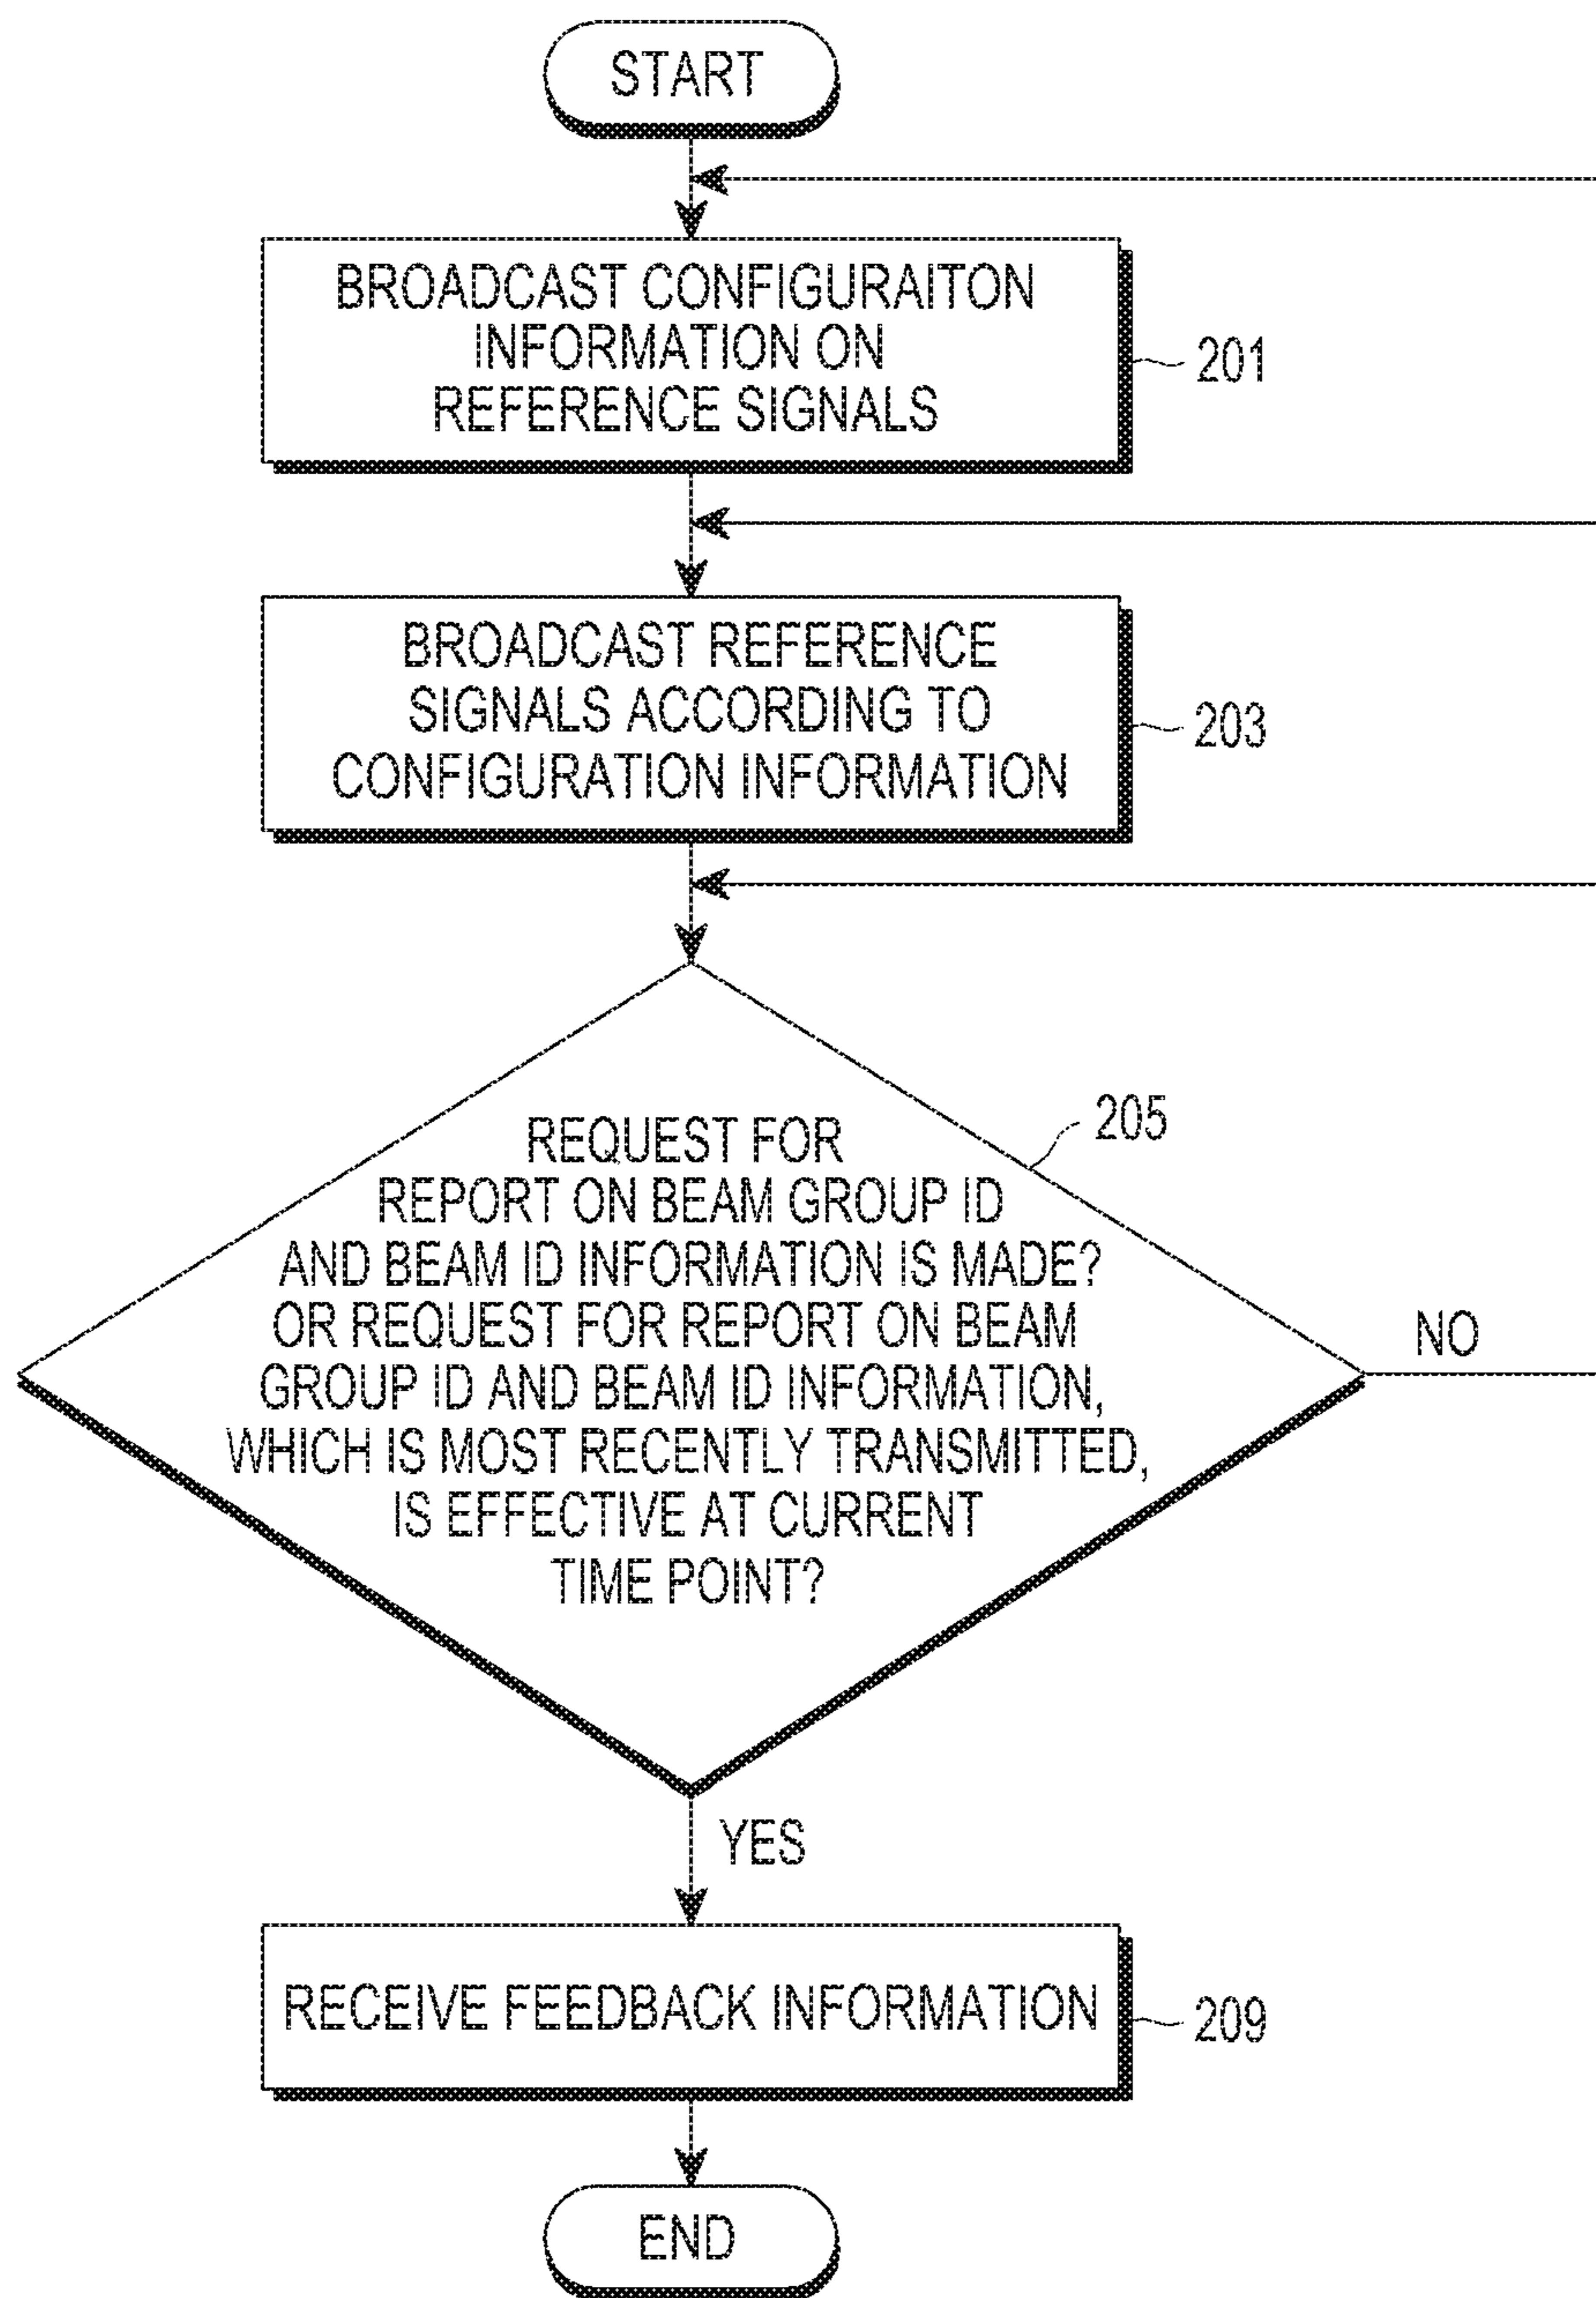 START
BROADCAST CONFIGURAITON
INFORMATION ON
REFERENCE SIGNALS
201
BROADCAST REFERENCE
SIGNALS ACCORDING TO
CONFIGURATION INFORMATION
203
205
REQUEST FOR
REPORT ON BEAM GROUP ID
AND BEAM ID INFORMATION IS MADE?
OR REQUEST FOR REPORT ON BEAM
GROUP ID AND BEAM ID INFORMATION,
WHICH IS MOST RECENTLY TRANSMITTED,
IS EFFECTIVE AT CURRENT
TIME POINT?
NO
YES
RECEIVE FEEDBACK INFORMATION
209
END